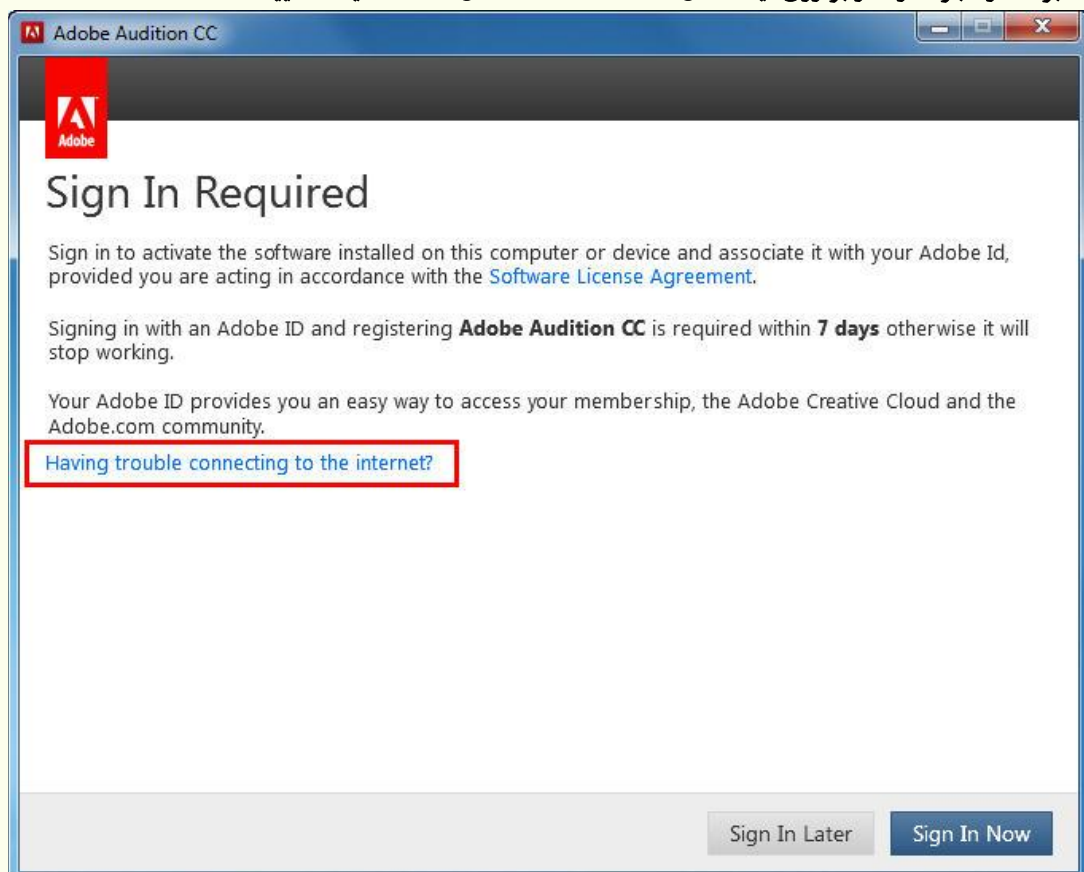 Adobe Audition CC
Adobe
Sign In Required
Sign in to activate the software installed on this computer or device and associate it with your Adobe Id,
provided you are acting in accordance with the Software License Agreement.
Signing in with an Adobe ID and registering Adobe Audition CC is required within 7 days otherwise it will
stop working.
Your Adobe ID provides you an easy way to access your membership, the Adobe Creative Cloud and the
Adobe.com community.
Having trouble connecting to the internet?
Sign In Later
Sign In Now